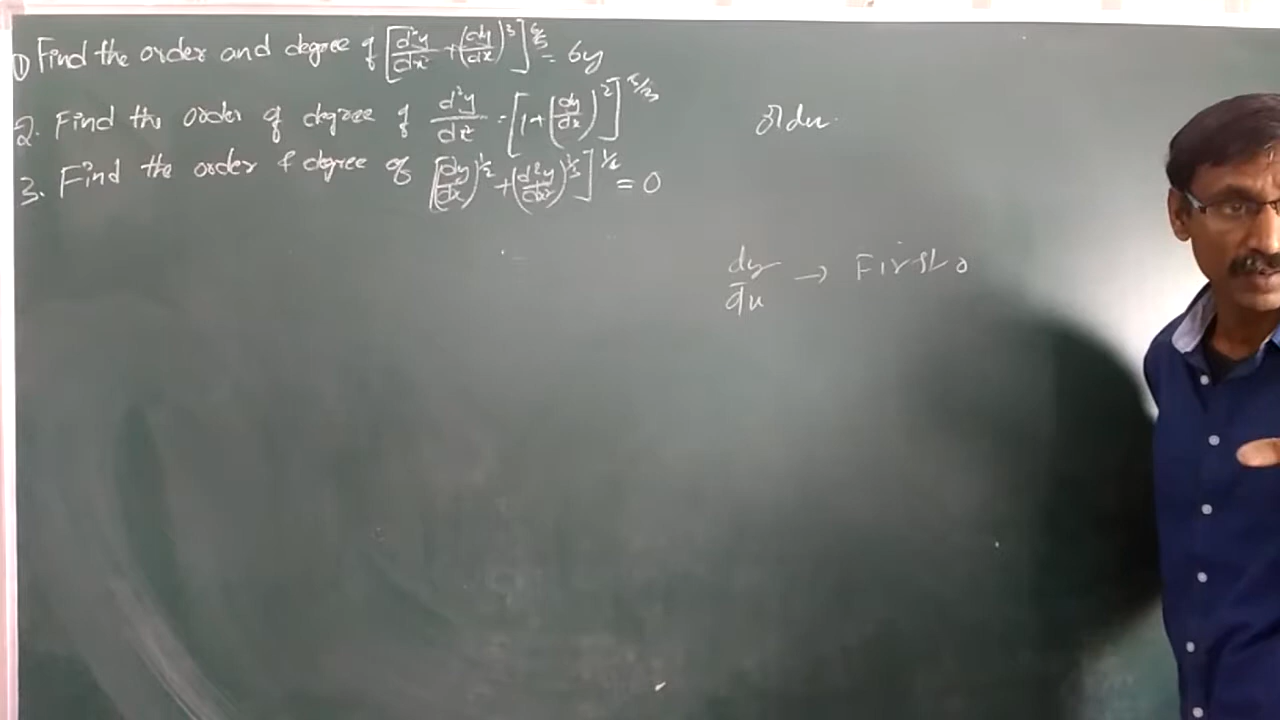 ① Find the order and degree of [d²y/dx² + (dy/dx)³]^6/5 = 6y
2. Find the order of degree of d²y/dx² = [1+(dy/dx)²]^5/3
3. Find the order & degree of [(dy/dx)^1/2 + (d²y/dx²)^1/3]^1/4 = 0
order
dy/dx → First o